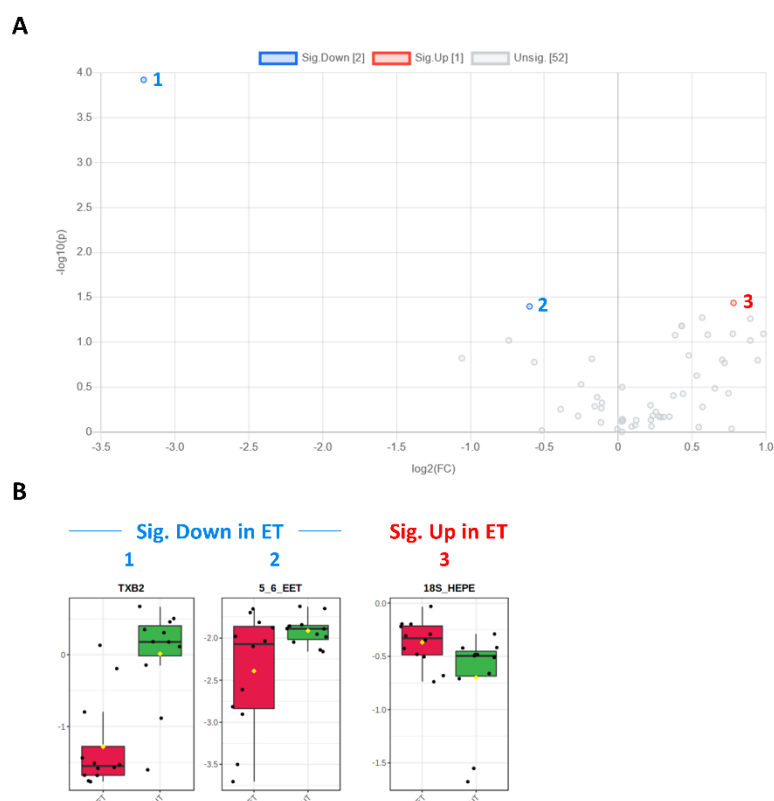 A
Sig.Down [2] Sig.Up [1] Unsig. [52]
4.0
3.5
3.0
2.5
2.0
1.5
1.0
0.5
0
-log10(p)
1
2
3
-3.5 -3.0 -2.5 -2.0 -1.5 -1.0 -0.5 0 0.5 1.0
log2(FC)
B
Sig. Down in ET Sig. Up in ET
1 2 3
TXB2 5_6_EET 18S_HEPE
0
-1
-2.0
-2.5
-3.0
-3.5
0.0
-0.5
-1.0
-1.5